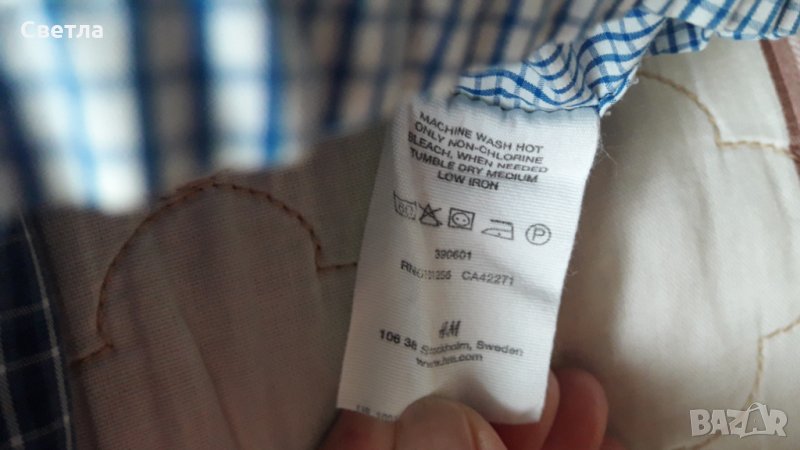 Светла
MACHINE WASH HOT
ONLY NON-CHLORINE
BLEACH, WHEN NEEDED
TUMBLE DRY MEDIUM
LOW IRON
P
390601
CA42271
H&M
106 38 Stockholm, Sweden
www.hm.com
BAZAR